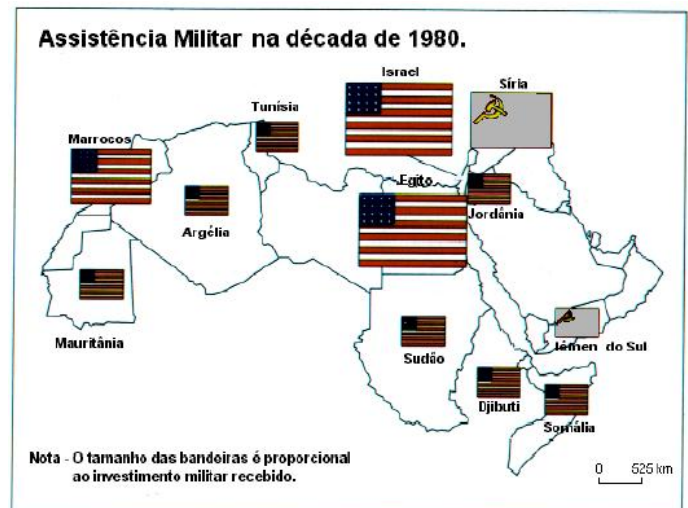 Assistência Militar na década de 1980.
Israel
Síria
Tunísia
Marrocos
Egito
Jordânia
Argélia
Mauritânia
Sudão
Iêmen do Sul
Djibuti
Somália
Nota - O tamanho das bandeiras é proporcional
ao investimento militar recebido.
0 525 km